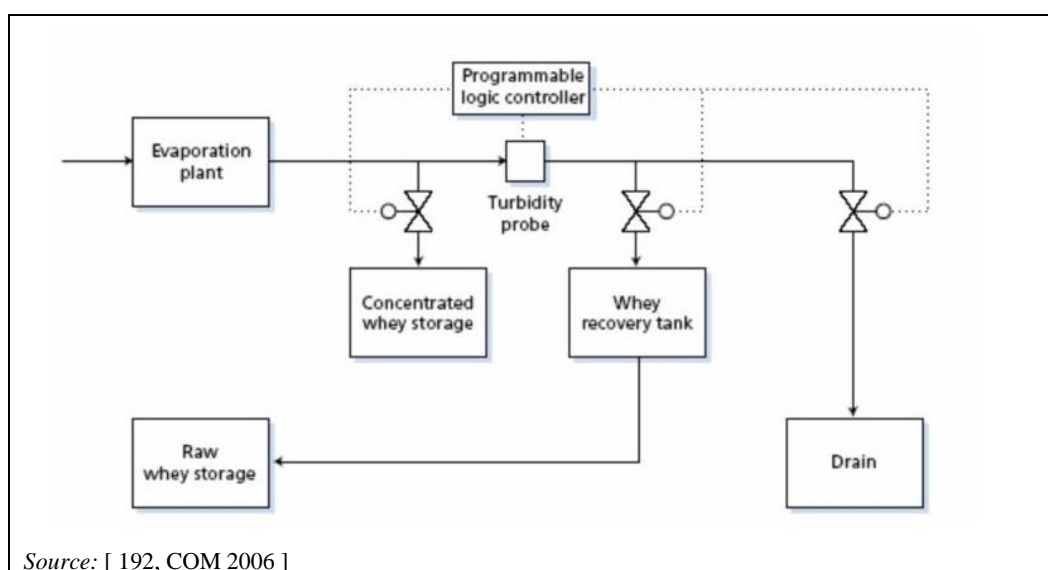 Programmable
logic controller
Evaporation
plant
Turbidity
probe
Concentrated
whey storage
Whey
recovery tank
Raw
whey storage
Drain
Source: [ 192, COM 2006 ]